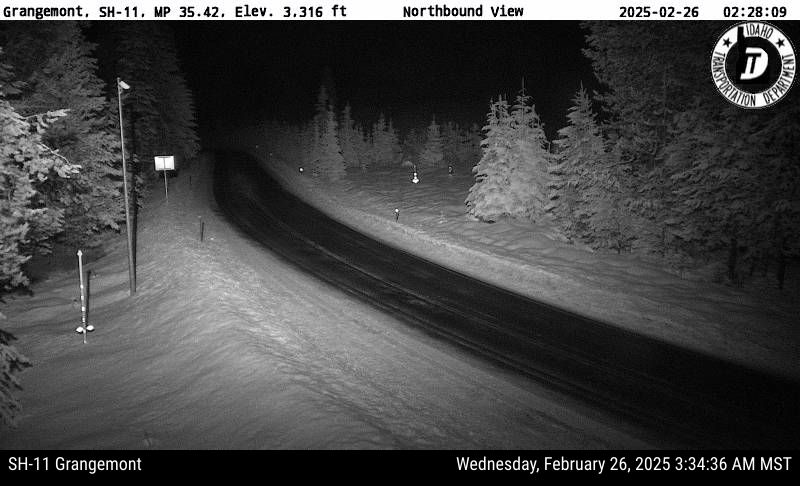 Grangemont, SH-11, MP 35.42, Elev. 3,316 ft Northbound View 2025-02-26 02:28:09
IDAHO
TRANSPORTATION DEPARTMENT
SH-11 Grangemont Wednesday, February 26, 2025 3:34:36 AM MST